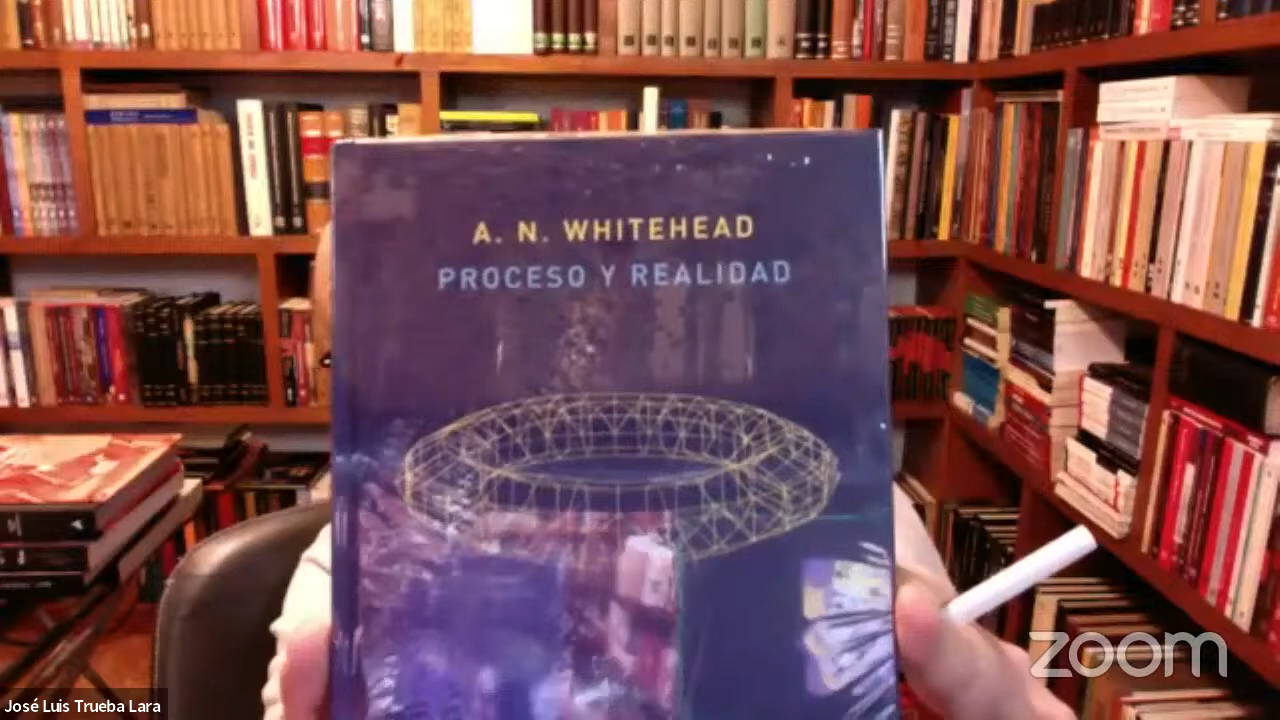 A. N. WHITEHEAD
PROCESO Y REALIDAD
zoom
José Luis Trueba Lara